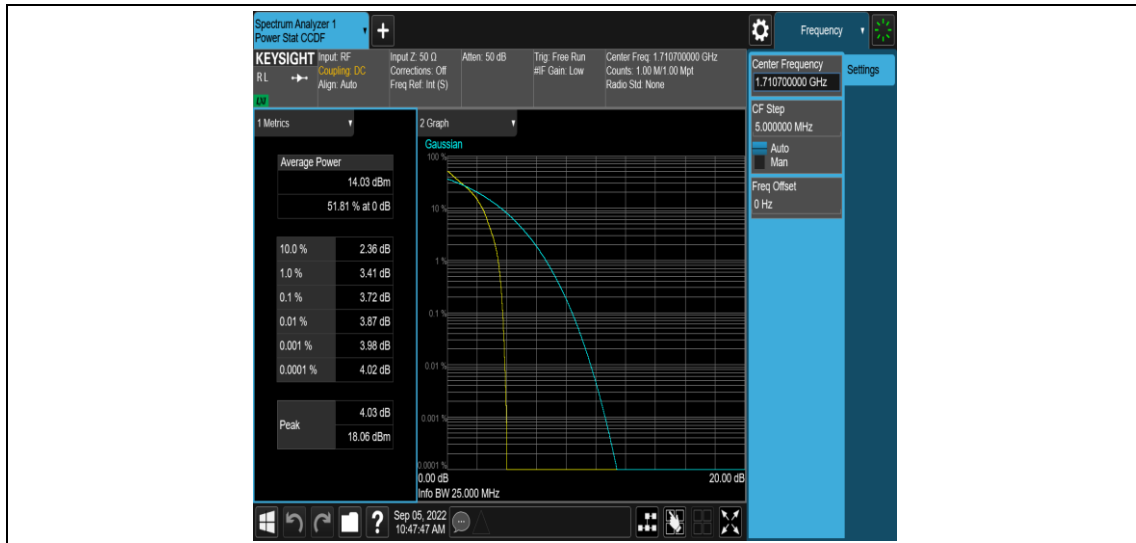 Spectrum Analyzer 1
Power Stat CCDF
+
Frequency
KEYSIGHT
RL
LXI
Input: RF
Coupling: DC
Align: Auto
Input Z: 50 Ω
Corrections: Off
Freq Ref: Int (S)
Atten: 50 dB
Trig: Free Run
#IF Gain: Low
Center Freq: 1.710700000 GHz
Counts: 1.00 M/1.00 Mpt
Radio Std: None
Center Frequency
1.710700000 GHz
Settings
CF Step
5.000000 MHz
Auto
Man
Freq Offset
0 Hz
1 Metrics
Average Power
14.03 dBm
51.81 % at 0 dB
10.0 % 2.36 dB
1.0 % 3.41 dB
0.1 % 3.72 dB
0.01 % 3.87 dB
0.001 % 3.98 dB
0.0001 % 4.02 dB
Peak
4.03 dB
18.06 dBm
2 Graph
Gaussian
100 %
10 %
1 %
0.1 %
0.01 %
0.001 %
0.0001 %
0.00 dB 20.00 dB
Info BW 25.000 MHz
?
Sep 05, 2022
10:47:47 AM